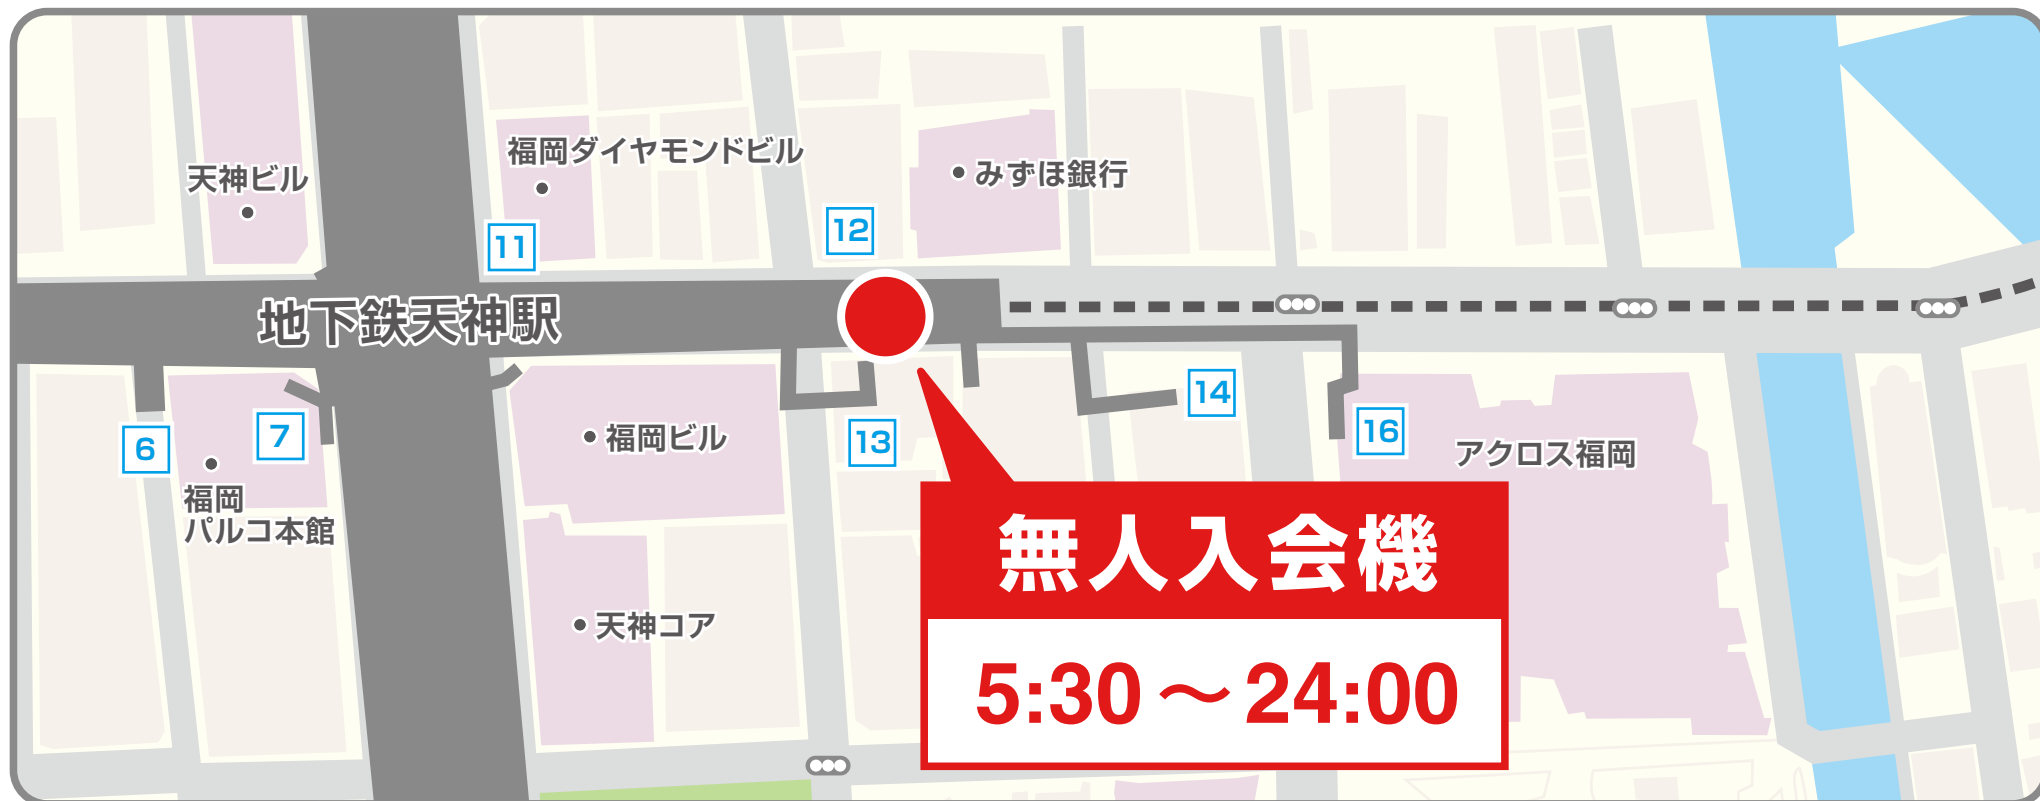 福岡ダイヤモンドビル
天神ビル
みずほ銀行
11
12
地下鉄天神駅
6
7
福岡ビル
13
14
16
アクロス福岡
福岡
パルコ本館
天神コア
無人入会機
5:30～24:00